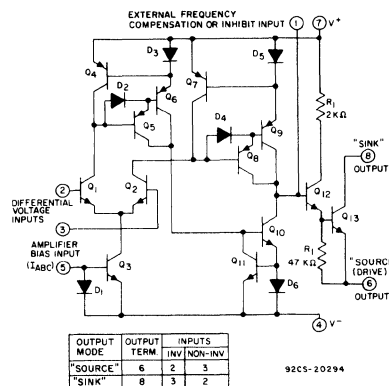 EXTERNAL FREQUENCY
COMPENSATION OR INHIBIT INPUT
1
7 V+
D3
D5
Q4
Q6
Q7
D2
R1
2KΩ
Q5
D4
Q9
"SINK"
8
OUTPUT
Q8
2
Q1
Q2
Q12
Q13
DIFFERENTIAL
VOLTAGE
INPUTS
3
Q10
AMPLIFIER
BIAS INPUT
(IABC) 5
Q3
Q11
R1
47 KΩ
"SOURCE"
(DRIVE)
6
OUTPUT
D1
D6
4 V-
OUTPUT MODE OUTPUT TERM. INPUTS
INV NON-INV
"SOURCE" 6 2 3
"SINK" 8 3 2
92CS-20294